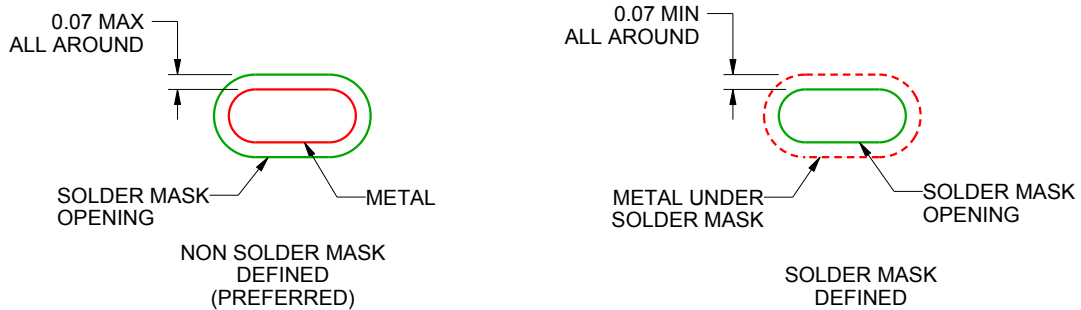 0.07 MAX
ALL AROUND
SOLDER MASK
OPENING
METAL
NON SOLDER MASK
DEFINED
(PREFERRED)
0.07 MIN
ALL AROUND
METAL UNDER
SOLDER MASK
SOLDER MASK
OPENING
SOLDER MASK
DEFINED